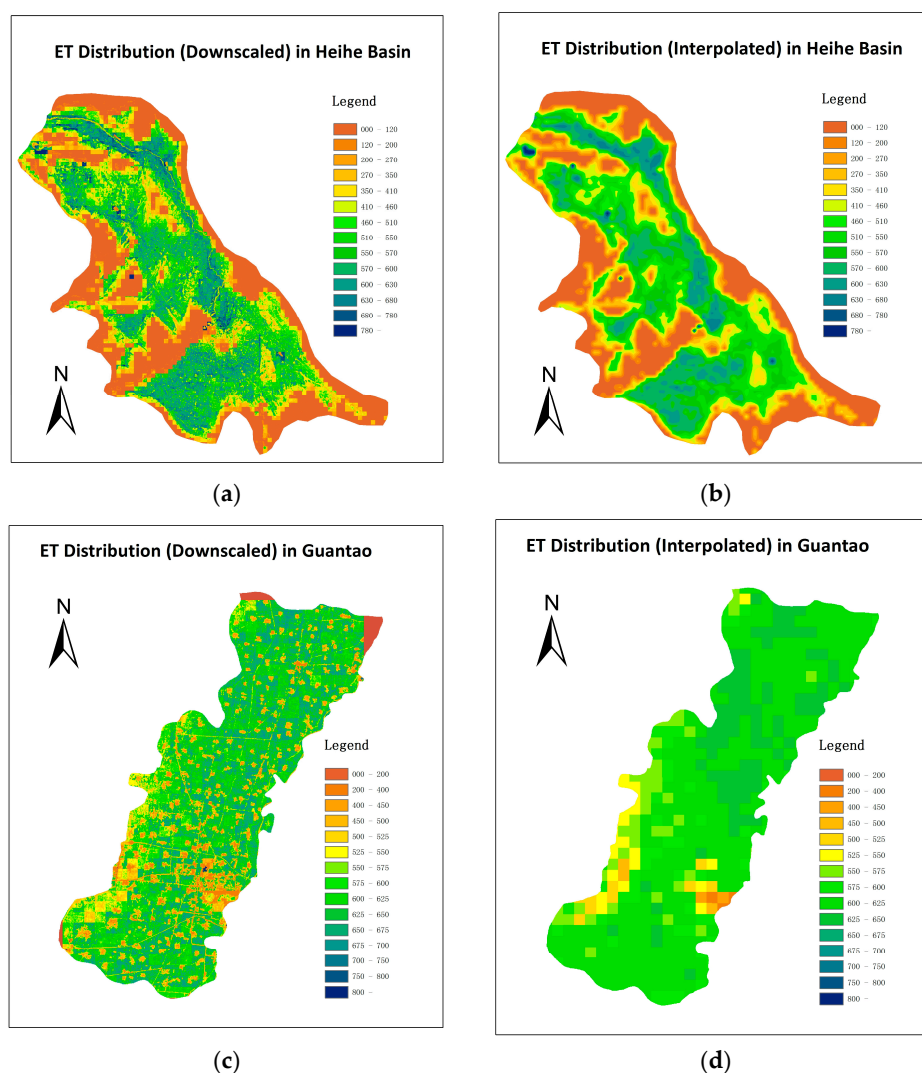 ET Distribution (Downscaled) in Heihe Basin
Legend
000 - 120
120 - 200
200 - 270
270 - 350
350 - 410
410 - 460
460 - 510
510 - 550
550 - 570
570 - 600
600 - 630
630 - 680
680 - 780
780 -
N
(a)
ET Distribution (Interpolated) in Heihe Basin
Legend
000 - 120
120 - 200
200 - 270
270 - 350
350 - 410
410 - 460
460 - 510
510 - 550
550 - 570
570 - 600
600 - 630
630 - 680
680 - 780
780 -
N
(b)
ET Distribution (Downscaled) in Guantao
N
Legend
000 - 200
200 - 400
400 - 450
450 - 500
500 - 525
525 - 550
550 - 575
575 - 600
600 - 625
625 - 650
650 - 675
675 - 700
700 - 750
750 - 800
800 -
(c)
ET Distribution (Interpolated) in Guantao
N
Legend
000 - 200
200 - 400
400 - 450
450 - 500
500 - 525
525 - 550
550 - 575
575 - 600
600 - 625
625 - 650
650 - 675
675 - 700
700 - 750
750 - 800
800 -
(d)